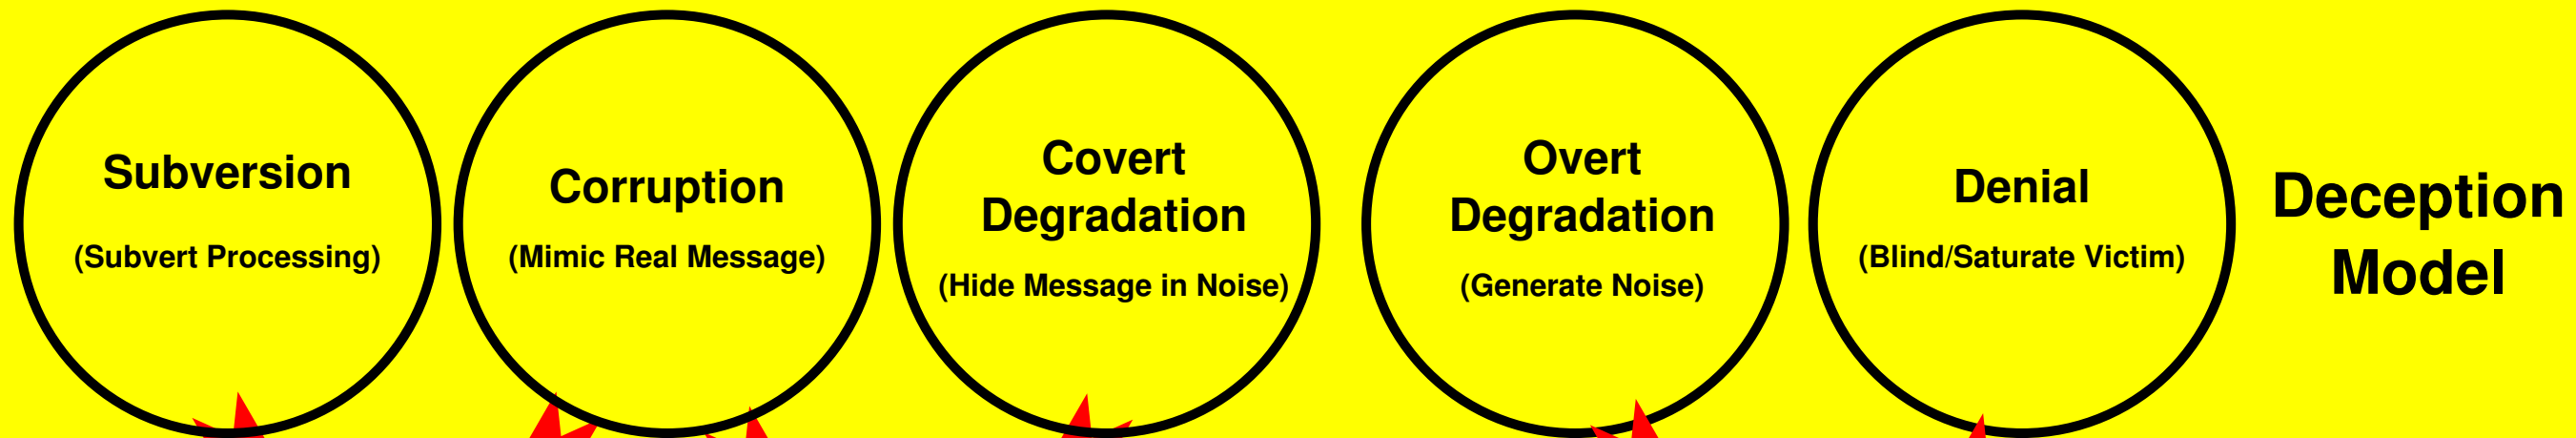 Subversion
(Subvert Processing)
Corruption
(Mimic Real Message)
Covert
Degradation
(Hide Message in Noise)
Overt
Degradation
(Generate Noise)
Denial
(Blind/Saturate Victim)
Deception
Model